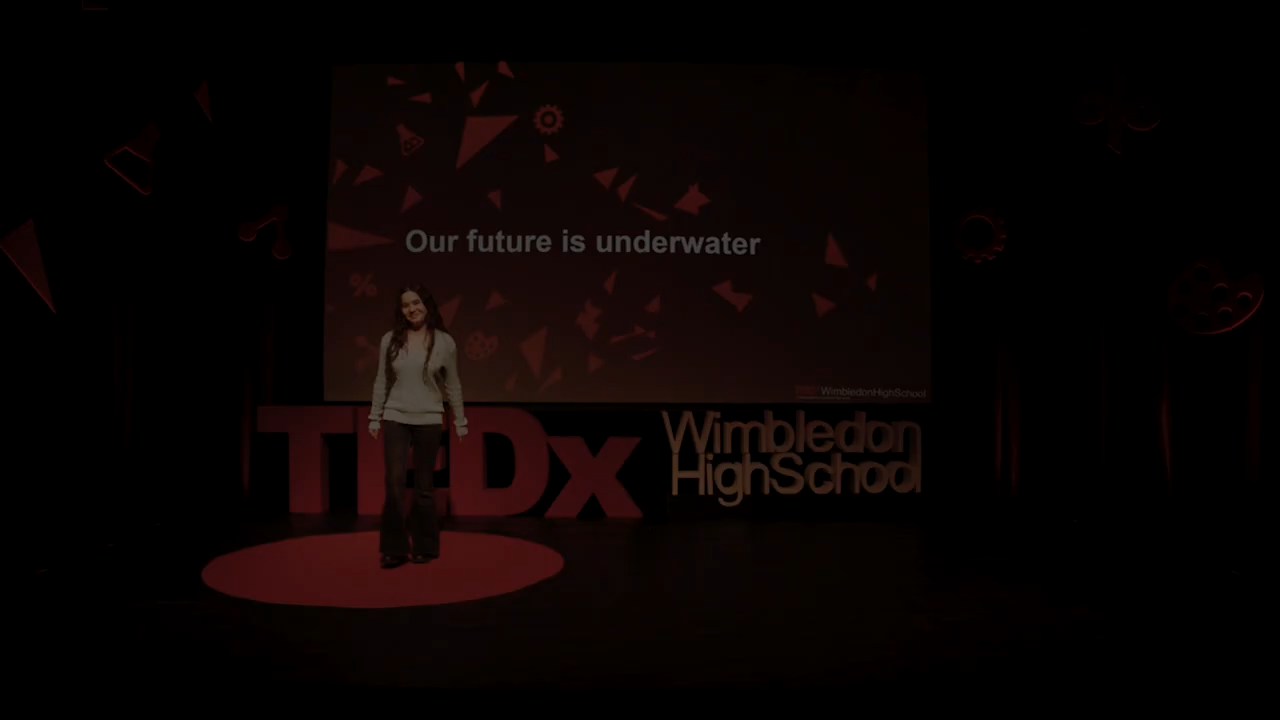 Our future is underwater
WimbledonHighSchool
TEDx
Wimbledon
HighSchool